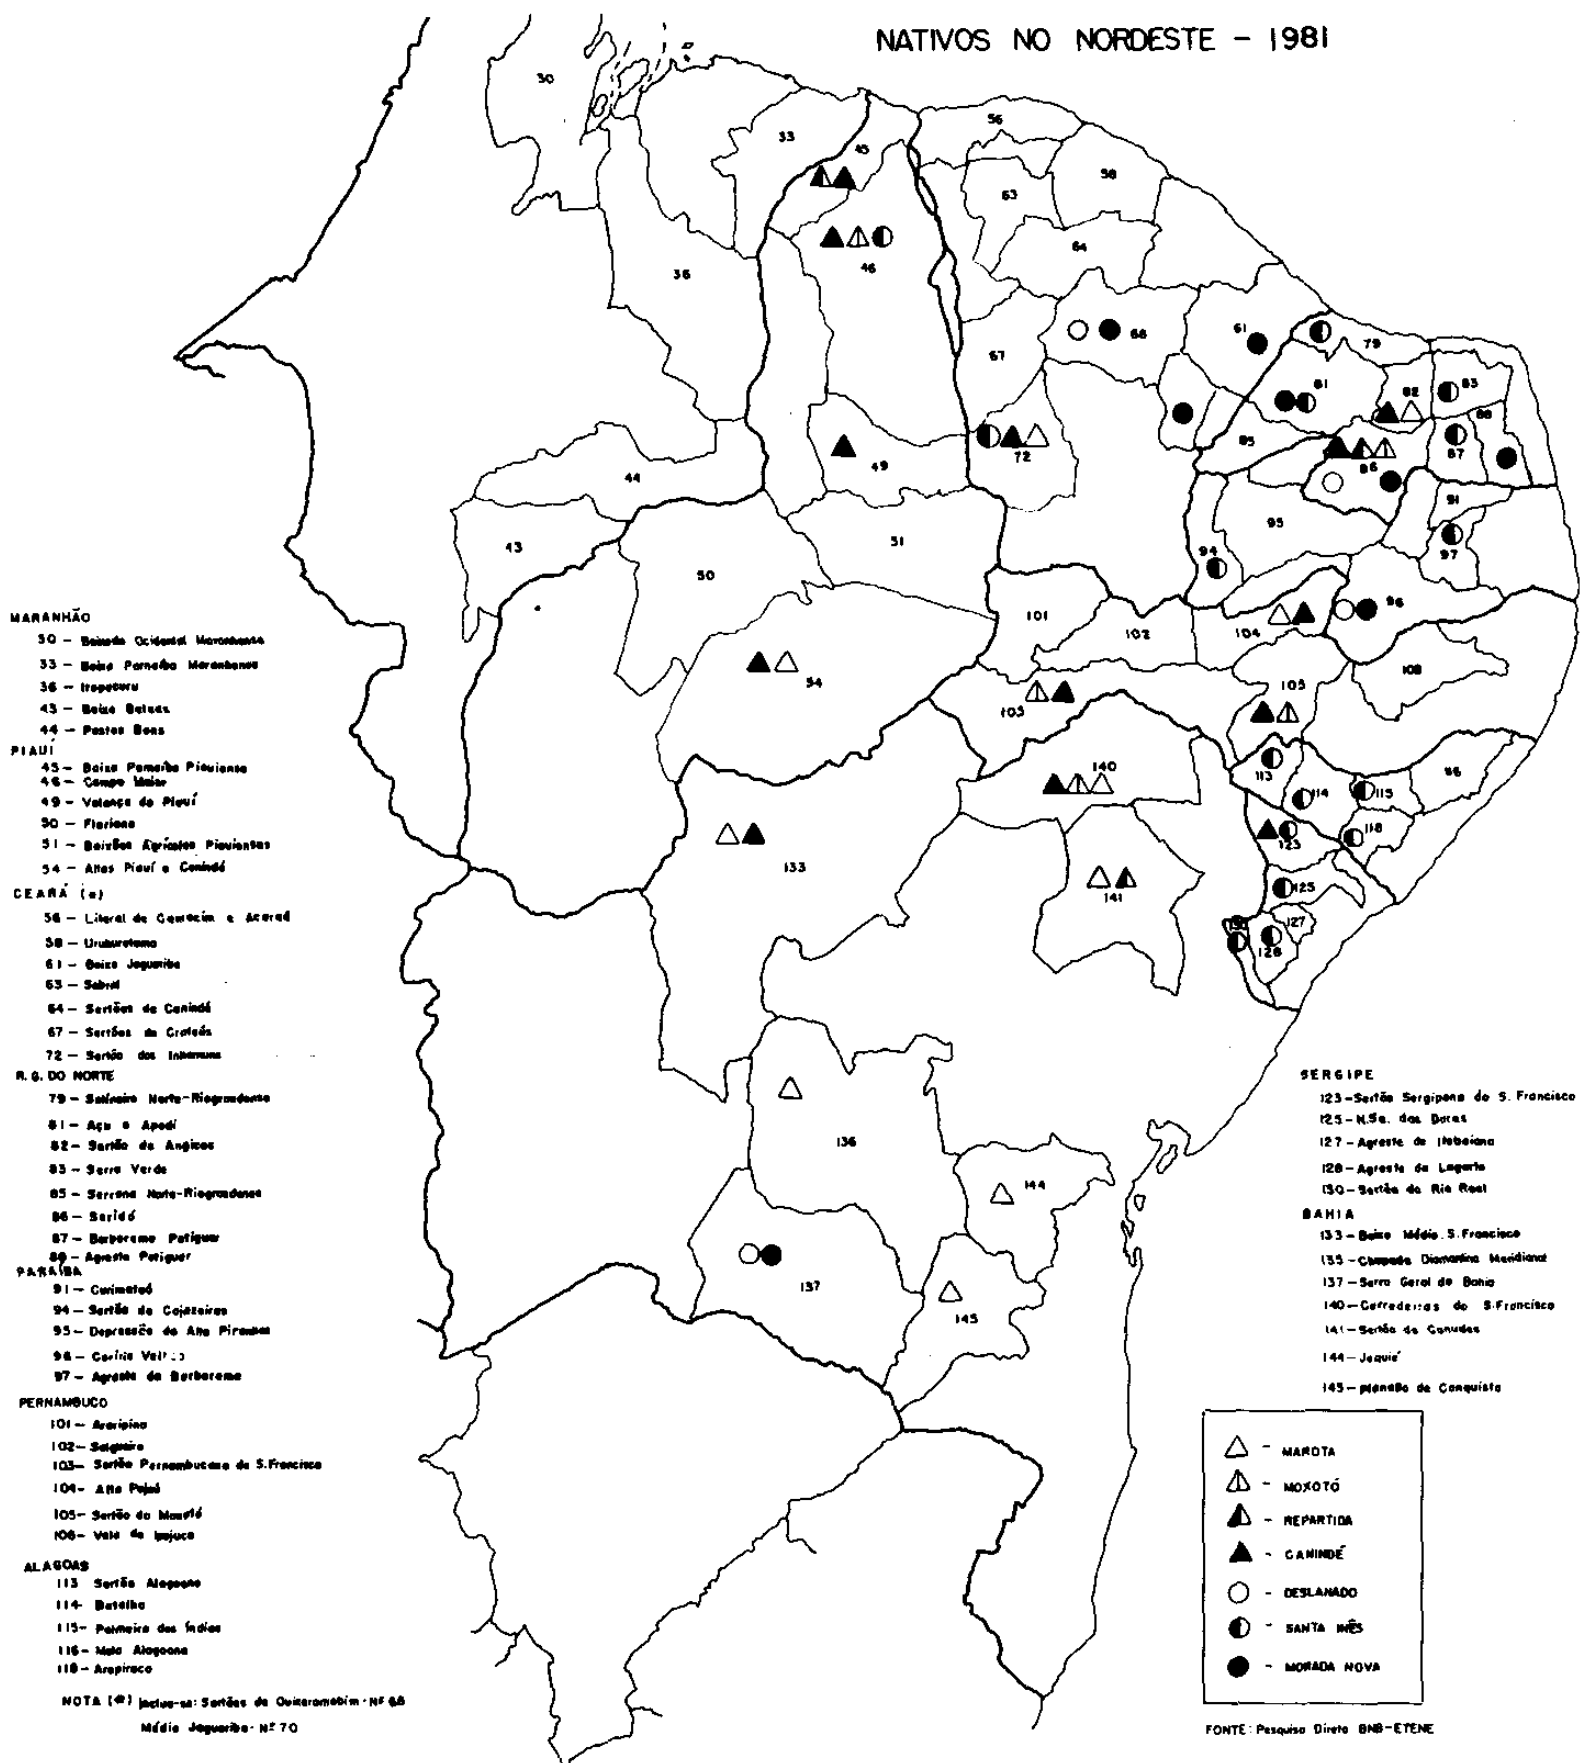 NATIVOS NO NORDESTE - 1981
30
33
45
56
58
63
64
36
46
67
68
61
79
81
82
83
88
85
86
87
72
49
44
43
50
51
91
95
94
97
101
102
104
96
54
103
105
108
140
113
114
115
118
123
125
127
128
130
133
141
136
144
137
145
MARANHÃO
30 - Baixada Ocidental Maranhense
33 - Baixo Parnaíba Maranhense
36 - Itapecuru
43 - Baixo Balsas
44 - Pastos Bons
PIAUÍ
45 - Baixo Parnaíba Piauiense
46 - Campo Maior
49 - Valença do Piauí
50 - Floriano
51 - Baixões Agrícolas Piauienses
54 - Altos Piauí e Canindé
CEARÁ (*)
56 - Litoral de Camocim e Acaraú
58 - Uruburetama
61 - Baixo Jaguaribe
63 - Sobral
64 - Sertões de Canindé
67 - Sertões de Crateús
72 - Sertão dos Inhamuns
R. G. DO NORTE
79 - Salineira Norte-Riograndense
81 - Açu e Apodí
82 - Sertão de Angicos
83 - Serra Verde
85 - Serrana Norte-Riograndense
86 - Seridó
87 - Borborema Potiguar
88 - Agreste Potiguar
PARAÍBA
91 - Curimataú
94 - Sertão de Cajazeiras
95 - Depressão do Alto Piranhas
96 - Cariris
97 - Agreste da Borborema
PERNAMBUCO
101 - Araripina
102 - Salgueiro
103 - Sertão Pernambucano do S. Francisco
104 - Alto Pajeú
105 - Sertão do Moxotó
108 - Vale do Ipojuca
ALAGOAS
113 Sertão Alagoano
114 - Batalha
115 - Palmeira dos Índios
116 - Mata Alagoana
118 - Arapiraca
NOTA (*) Inclua-se: Sertões de Quixeramobim - Nº 68
Médio Jaguaribe - Nº 70
SERGIPE
123 - Sertão Sergipano do S. Francisco
125 - N.Sa. das Dores
127 - Agreste de Itabaiana
128 - Agreste de Lagarto
130 - Sertão do Rio Real
BAHIA
133 - Baixo Médio S. Francisco
135 - Chapada Diamantina Meridional
137 - Serra Geral da Bahia
140 - Corredeiras do S. Francisco
141 - Sertão de Canudos
144 - Jequié
145 - planalto de Conquista
- MAROTA
- MOXOTÓ
- REPARTIDA
- CANINDÉ
- DESLANADO
- SANTA INÊS
- MORADA NOVA
FONTE: Pesquisa Direta BNB-ETENE